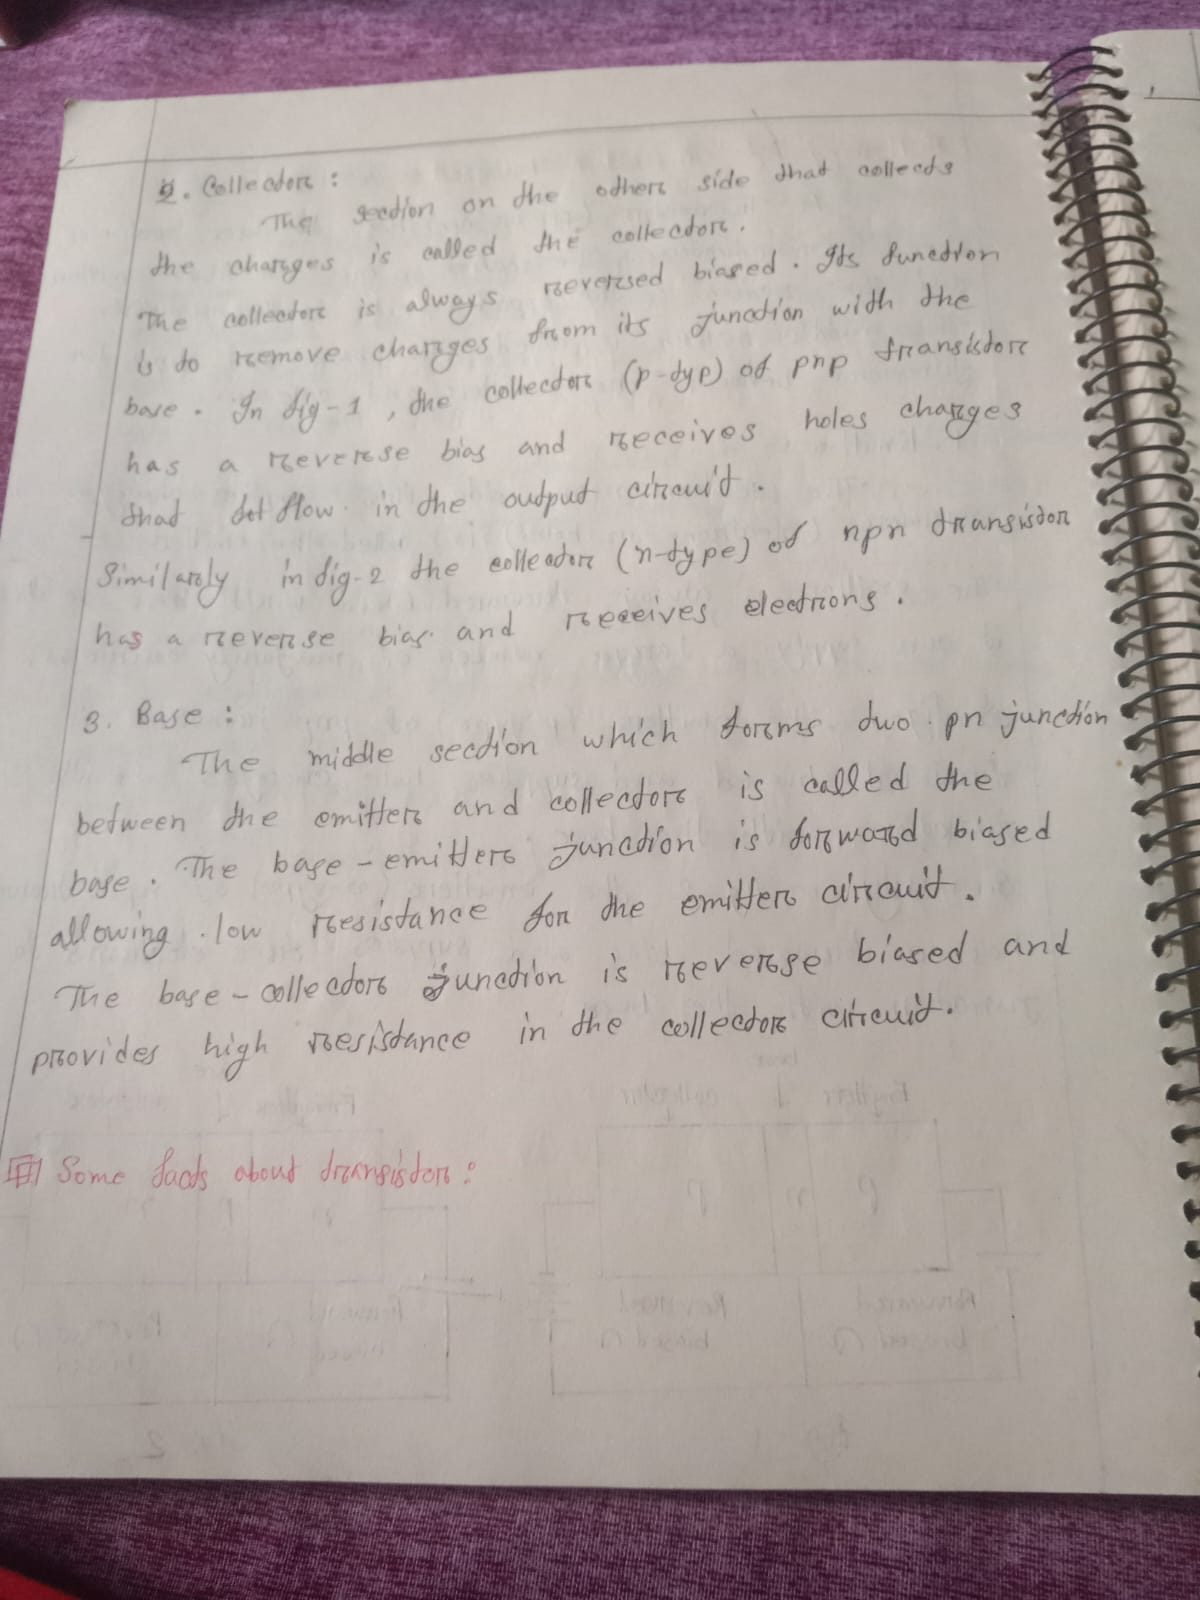 2. Collector :
The section on the other side that collects
the charges is called the collector.
The collector is always reversed biased. Its function
is to remove charges from its junction with the
base. In fig-1, the collector (p-typ) of pnp transistor
has a reverse bias and receives holes charges
that flow in the output circuit.
Similarly in fig-2 the collector (n-type) of npn transistor
has a reverse bias and receives electrons.
3. Base :
The middle section which forms two pn junction
between the emitter and collector is called the
base. The base-emitter junction is forward biased
allowing low resistance for the emitter circuit.
The base-collector junction is reverse biased and
provides high resistance in the collector circuit.
Some facts about transistor :